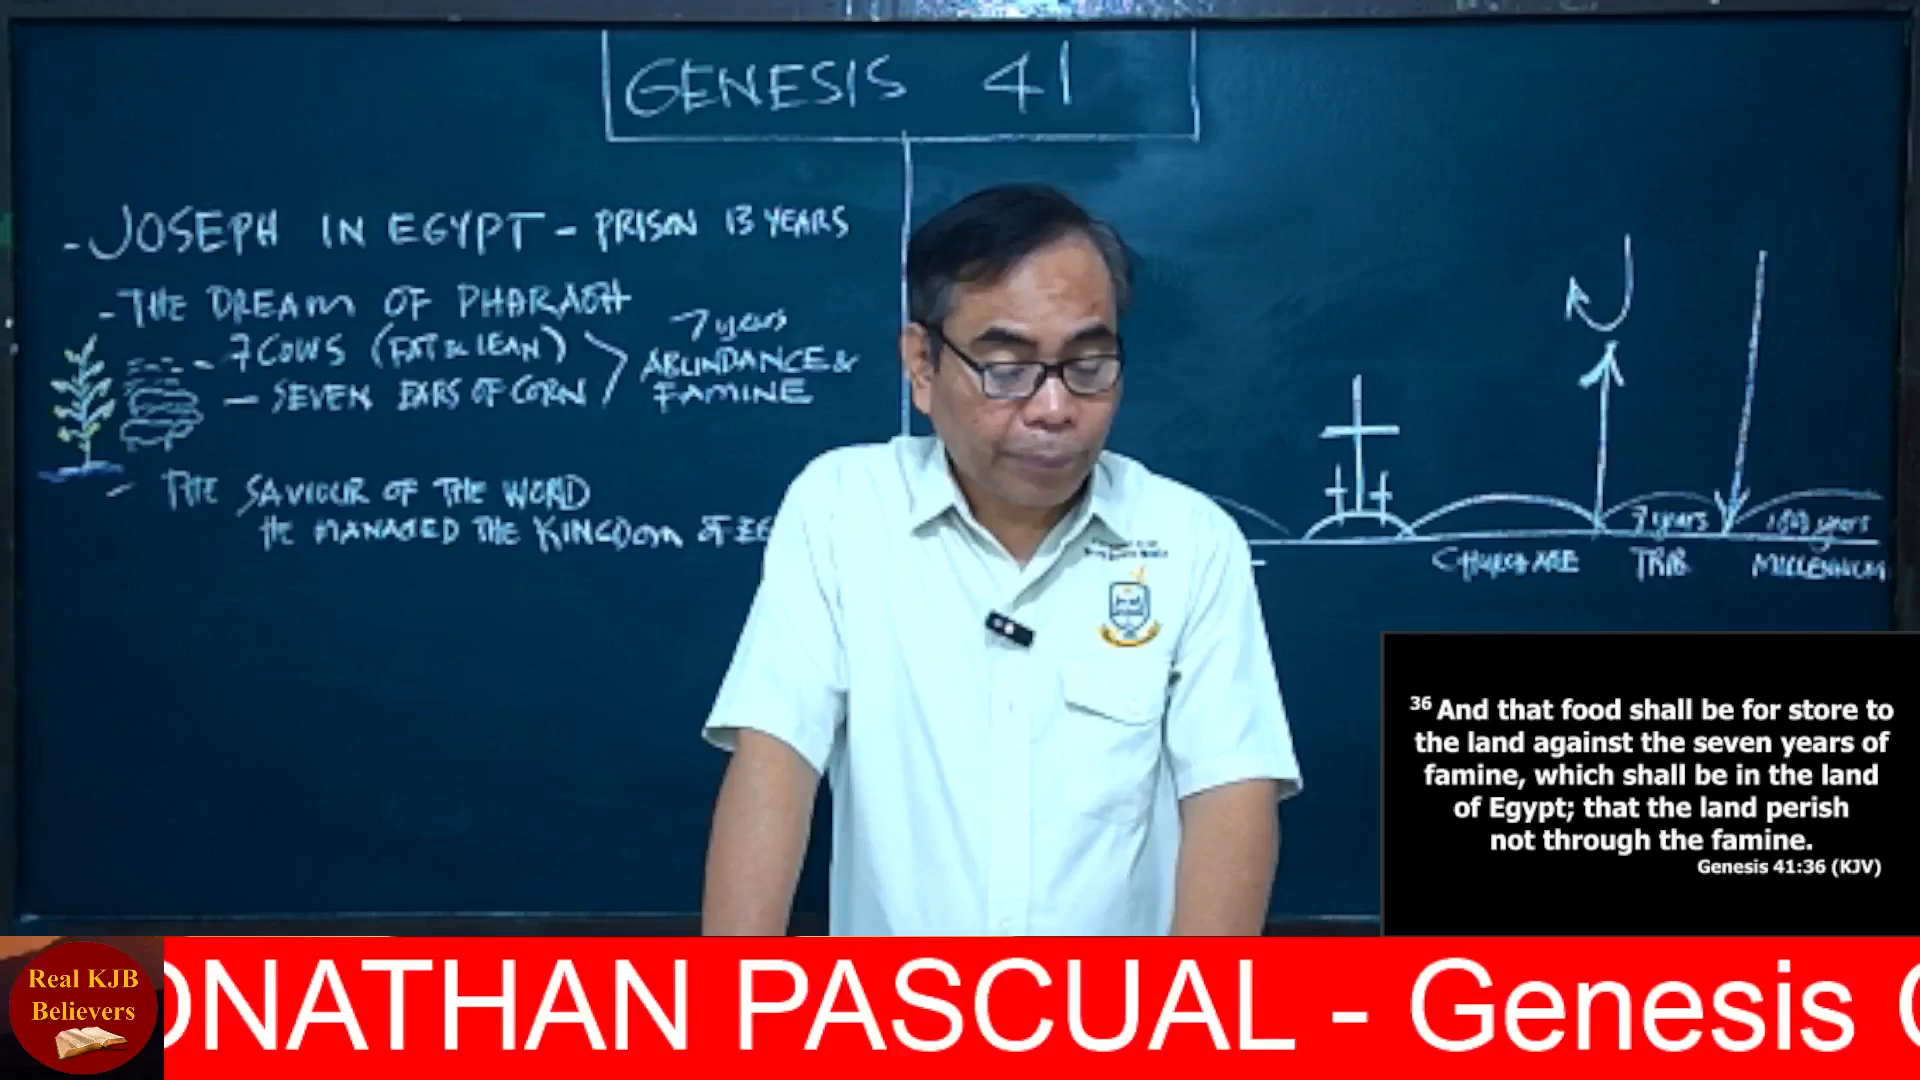 GENESIS 41
- JOSEPH IN EGYPT - PRISON 13 YEARS
- THE DREAM OF PHARAOH
- 7 COWS (FAT & LEAN)
- SEVEN EARS OF CORN
7 years
ABUNDANCE &
FAMINE
- THE SAVIOUR OF THE WORLD
HE MANAGED THE KINGDOM OF EG
7 years
years
CHURCH AGE
TRIB
MILLENNIUM
36 And that food shall be for store to
the land against the seven years of
famine, which shall be in the land
of Egypt; that the land perish
not through the famine.
Genesis 41:36 (KJV)
Real KJB
Believers
ONATHAN PASCUAL - Genesis C